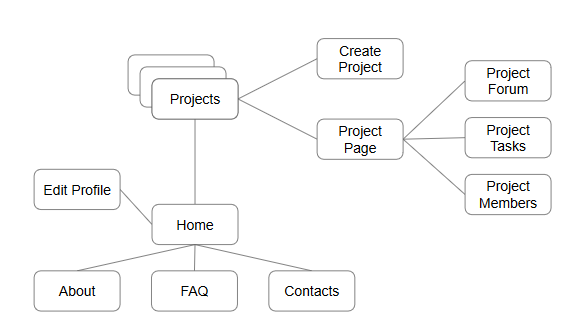 Create
Project
Projects
Project
Forum
Project
Page
Project
Tasks
Edit Profile
Project
Members
Home
About
FAQ
Contacts